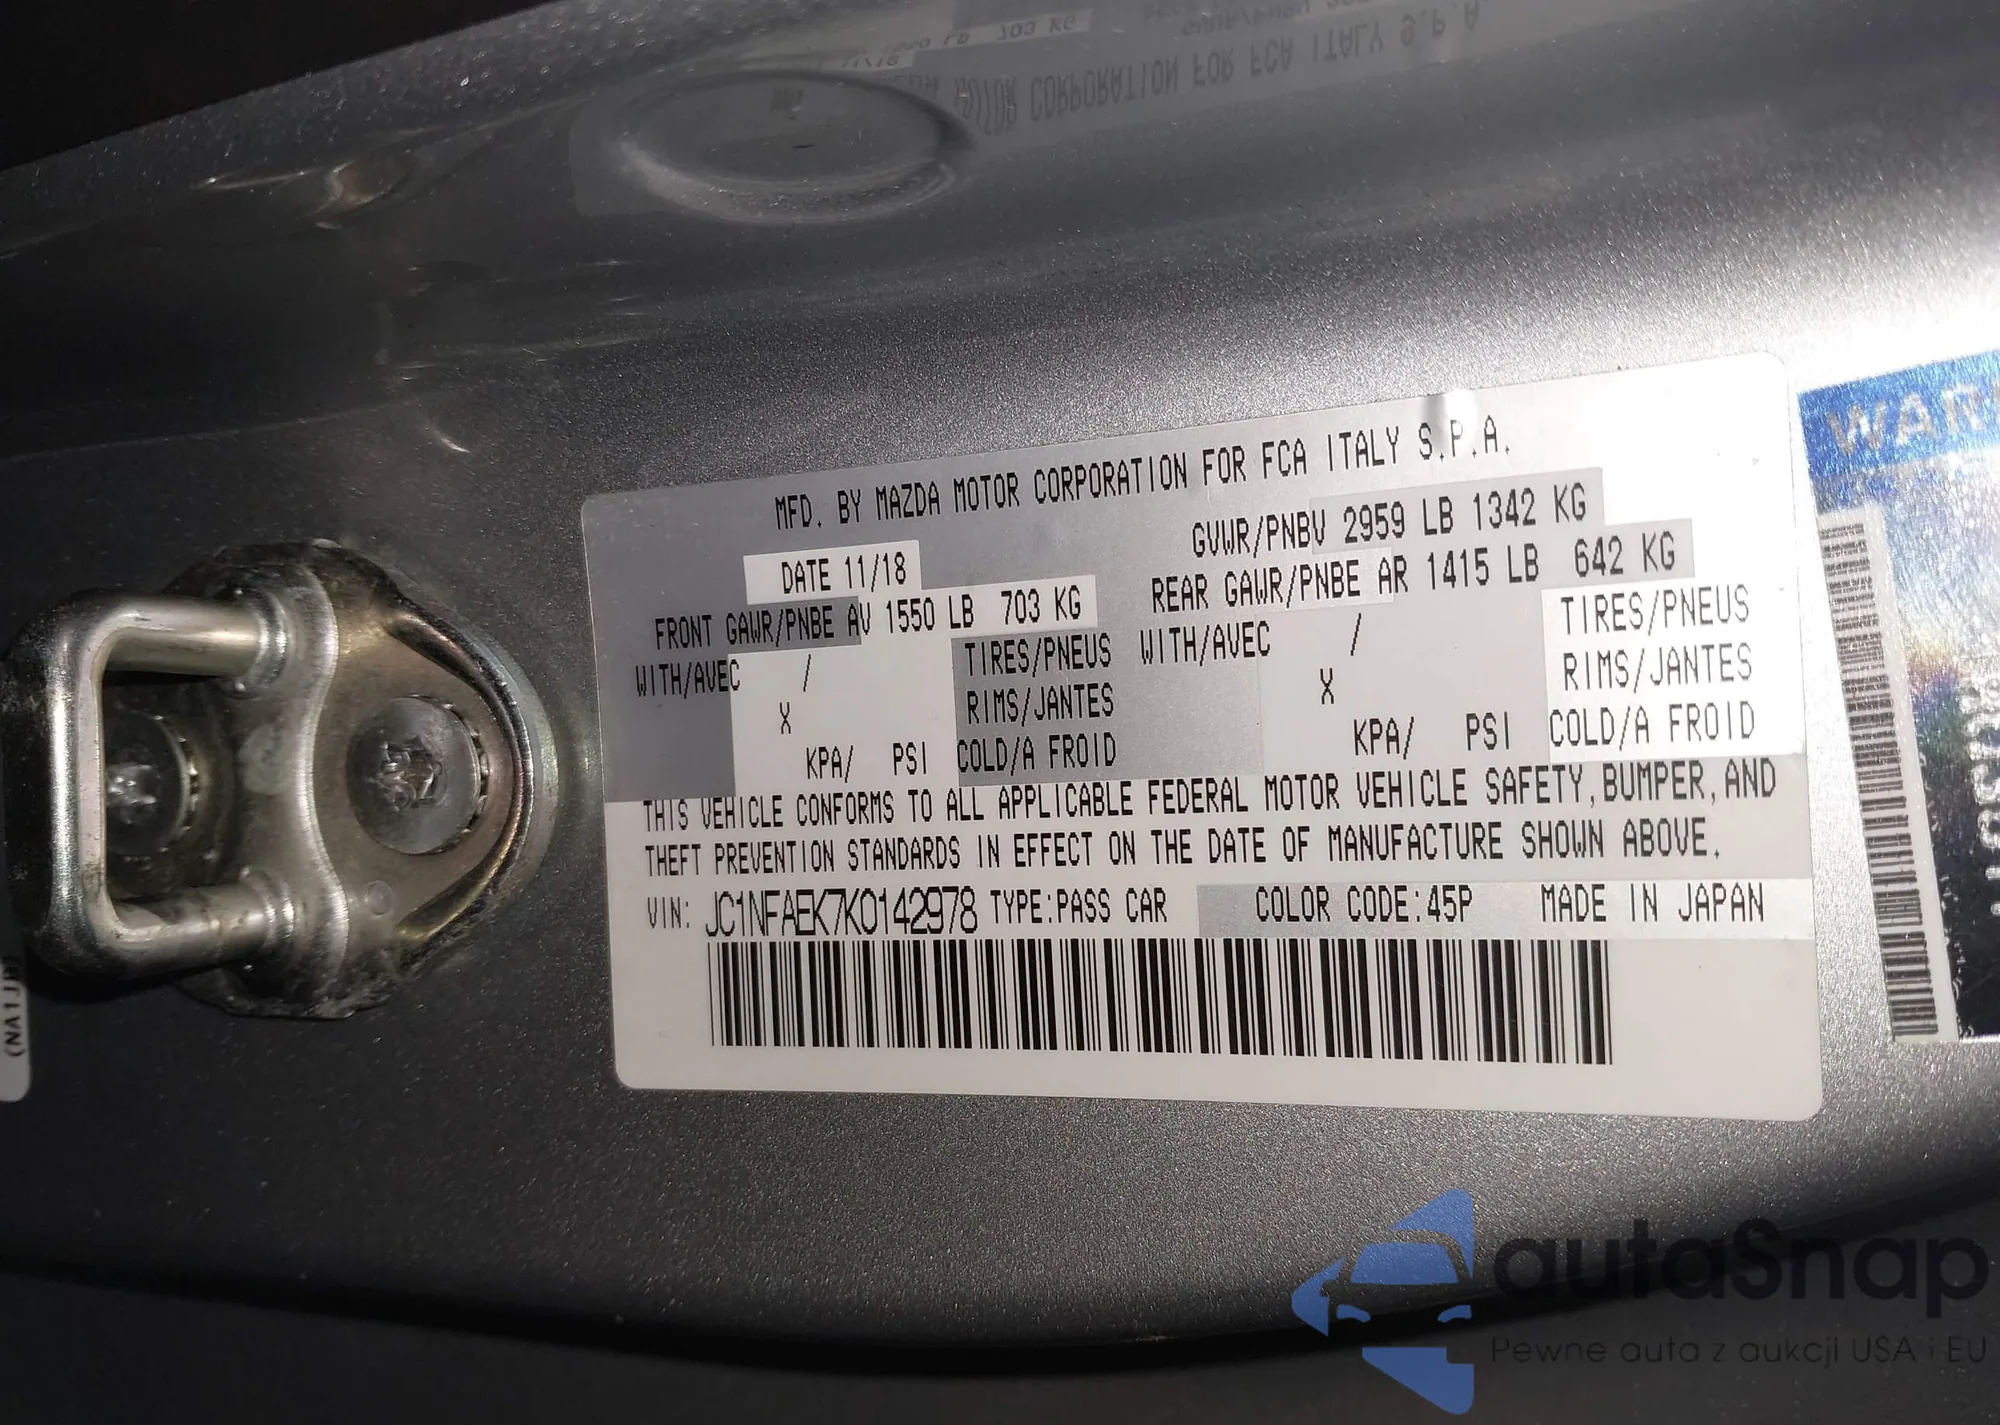 MFD. BY MAZDA MOTOR CORPORATION FOR FCA ITALY S.P.A.
DATE 11/18 GVWR/PNBV 2959 LB 1342 KG
FRONT GAWR/PNBE AV 1550 LB 703 KG REAR GAWR/PNBE AR 1415 LB 642 KG
WITH/AVEC / TIRES/PNEUS WITH/AVEC / TIRES/PNEUS
X RIMS/JANTES X RIMS/JANTES
KPA/ PSI COLD/A FROID KPA/ PSI COLD/A FROID
THIS VEHICLE CONFORMS TO ALL APPLICABLE FEDERAL MOTOR VEHICLE SAFETY, BUMPER, AND
THEFT PREVENTION STANDARDS IN EFFECT ON THE DATE OF MANUFACTURE SHOWN ABOVE.
VIN: JC1NFAEK7K0142978 TYPE:PASS CAR COLOR CODE:45P MADE IN JAPAN
autaSnap
Pewne auta z aukcji USA i EU